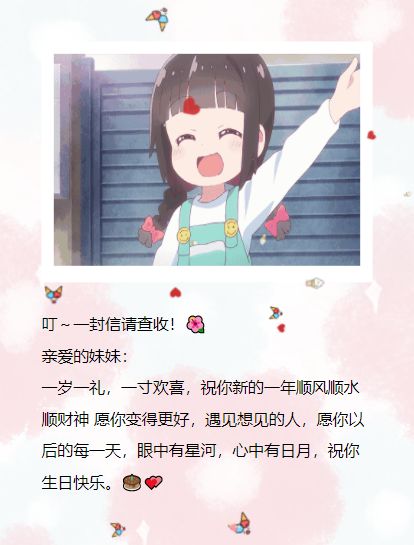 叮～一封信请查收！🌺
亲爱的妹妹：
一岁一礼，一寸欢喜，祝你新的一年顺风顺水
顺财神 愿你变得更好，遇见想见的人，愿你以
后的每一天，眼中有星河，心中有日月，祝你
生日快乐。🎂💝